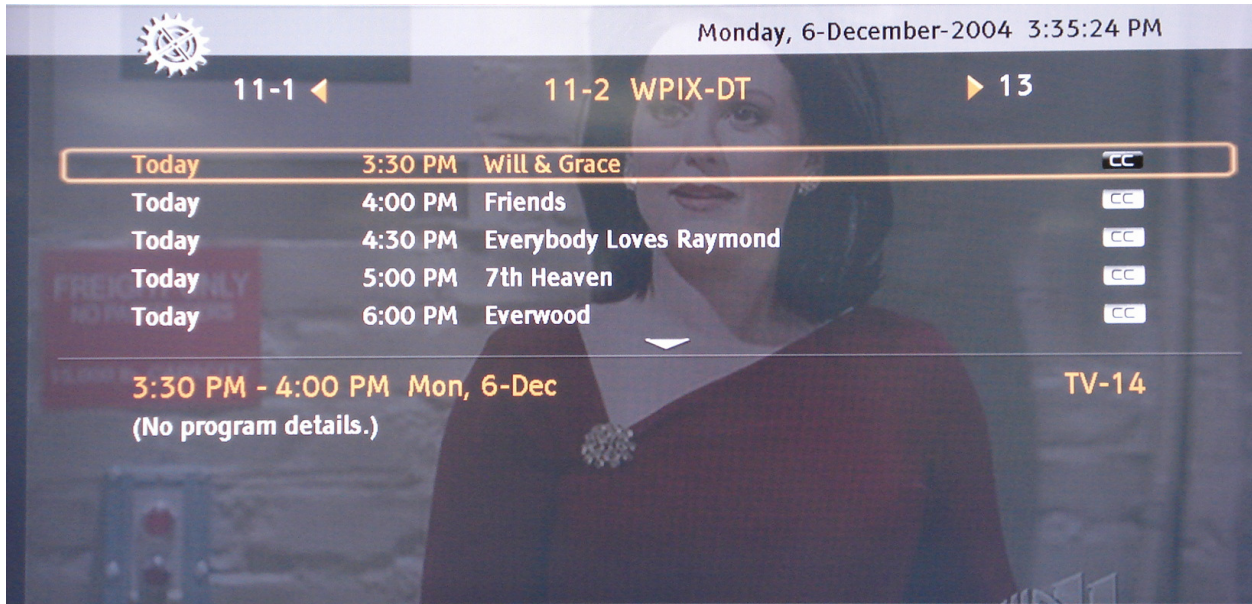 Monday, 6-December-2004 3:35:24 PM
11-1 11-2 WPIX-DT 13
Today 3:30 PM Will & Grace CC
Today 4:00 PM Friends CC
Today 4:30 PM Everybody Loves Raymond CC
Today 5:00 PM 7th Heaven CC
Today 6:00 PM Everwood CC
3:30 PM - 4:00 PM Mon, 6-Dec TV-14
(No program details.)
FREIGHT ONLY